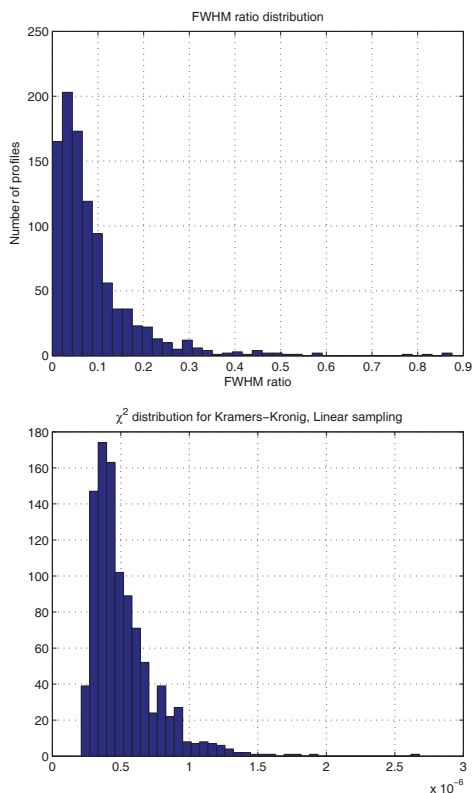 FWHM ratio distribution
250
200
150
100
50
0
Number of profiles
0 0.1 0.2 0.3 0.4 0.5 0.6 0.7 0.8 0.9
FWHM ratio
χ² distribution for Kramers−Kronig, Linear sampling
180
160
140
120
100
80
60
40
20
0
0 0.5 1 1.5 2 2.5 3
x 10⁻⁶